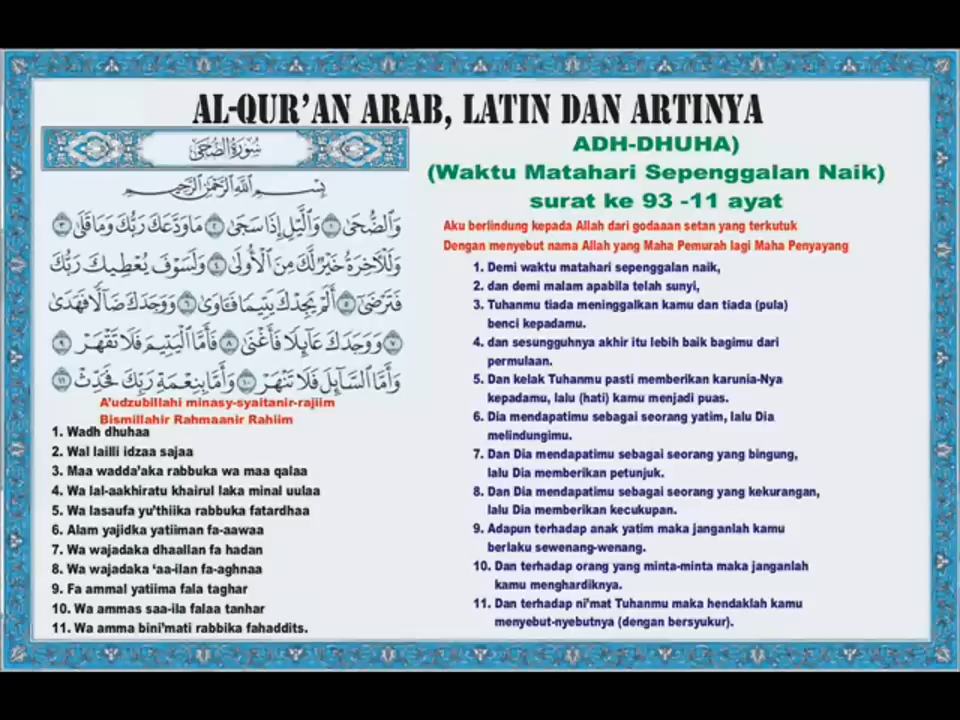 AL-QUR'AN ARAB, LATIN DAN ARTINYA
سُورَةُ الضُّحَىٰ
بِسْمِ اللَّهِ الرَّحْمَٰنِ الرَّحِيمِ
وَالضُّحَىٰ ١ وَاللَّيْلِ إِذَا سَجَىٰ ٢ مَا وَدَّعَكَ رَبُّكَ وَمَا قَلَىٰ ٣
وَلَلْآخِرَةُ خَيْرٌ لَّكَ مِنَ الْأُولَىٰ ٤ وَلَسَوْفَ يُعْطِيكَ رَبُّكَ
فَتَرْضَىٰ ٥ أَلَمْ يَجِدْكَ يَتِيمًا فَآوَىٰ ٦ وَوَجَدَكَ ضَالًّا فَهَدَىٰ
٧ وَوَجَدَكَ عَائِلًا فَأَغْنَىٰ ٨ فَأَمَّا الْيَتِيمَ فَلَا تَقْهَرْ ٩
وَأَمَّا السَّائِلَ فَلَا تَنْهَرْ ١٠ وَأَمَّا بِنِعْمَةِ رَبِّكَ فَحَدِّثْ ١١
A'udzubillahi minasy-syaitanir-rajiim
Bismillahir Rahmaanir Rahiim
1. Wadh dhuhaa
2. Wal lailli idzaa sajaa
3. Maa wadda'aka rabbuka wa maa qalaa
4. Wa lal-aakhiratu khairul laka minal uulaa
5. Wa lasaufa yu'thiika rabbuka fatardhaa
6. Alam yajidka yatiiman fa-aawaa
7. Wa wajadaka dhaallan fa hadan
8. Wa wajadaka 'aa-ilan fa-aghnaa
9. Fa ammal yatiima fala taghar
10. Wa ammas saa-ila falaa tanhar
11. Wa amma bini'mati rabbika fahaddits.
ADH-DHUHA)
(Waktu Matahari Sepenggalan Naik)
surat ke 93 -11 ayat
Aku berlindung kepada Allah dari godaaan setan yang terkutuk
Dengan menyebut nama Allah yang Maha Pemurah lagi Maha Penyayang
1. Demi waktu matahari sepenggalan naik,
2. dan demi malam apabila telah sunyi,
3. Tuhanmu tiada meninggalkan kamu dan tiada (pula)
benci kepadamu.
4. dan sesungguhnya akhir itu lebih baik bagimu dari
permulaan.
5. Dan kelak Tuhanmu pasti memberikan karunia-Nya
kepadamu, lalu (hati) kamu menjadi puas.
6. Dia mendapatimu sebagai seorang yatim, lalu Dia
melindungimu.
7. Dan Dia mendapatimu sebagai seorang yang bingung,
lalu Dia memberikan petunjuk.
8. Dan Dia mendapatimu sebagai seorang yang kekurangan,
lalu Dia memberikan kecukupan.
9. Adapun terhadap anak yatim maka janganlah kamu
berlaku sewenang-wenang.
10. Dan terhadap orang yang minta-minta maka janganlah
kamu menghardiknya.
11. Dan terhadap ni'mat Tuhanmu maka hendaklah kamu
menyebut-nyebutnya (dengan bersyukur).